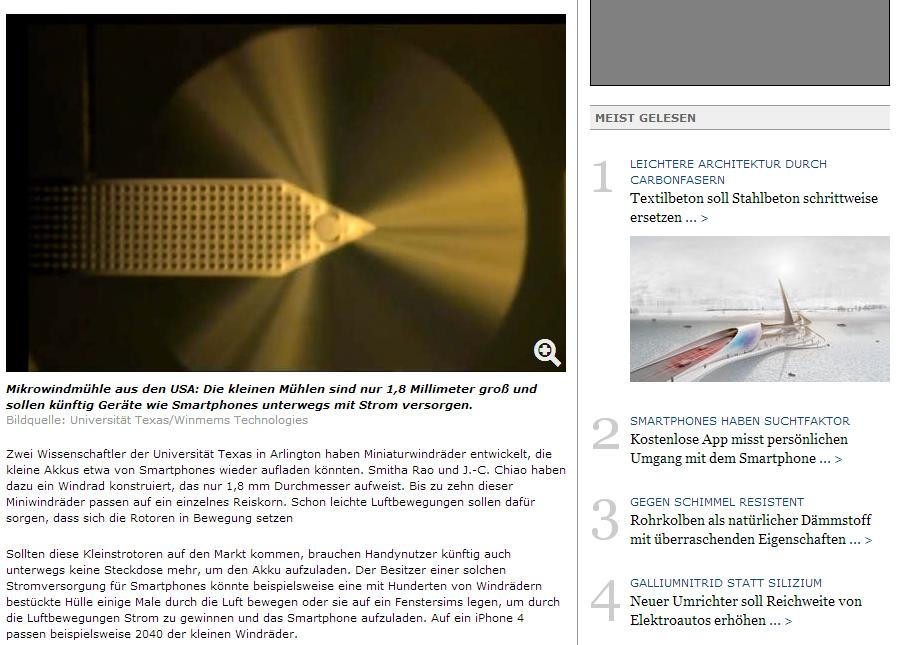 Mikrowindmühle aus den USA: Die kleinen Mühlen sind nur 1,8 Millimeter groß und
sollen künftig Geräte wie Smartphones unterwegs mit Strom versorgen.
Bildquelle: Universität Texas/Winmems Technologies
Zwei Wissenschaftler der Universität Texas in Arlington haben Miniaturwindräder entwickelt, die
kleine Akkus etwa von Smartphones wieder aufladen könnten. Smitha Rao und J.-C. Chiao haben
dazu ein Windrad konstruiert, das nur 1,8 mm Durchmesser aufweist. Bis zu zehn dieser
Miniwindräder passen auf ein einzelnes Reiskorn. Schon leichte Luftbewegungen sollen dafür
sorgen, dass sich die Rotoren in Bewegung setzen
Sollten diese Kleinstrotoren auf den Markt kommen, brauchen Handynutzer künftig auch
unterwegs keine Steckdose mehr, um den Akku aufzuladen. Der Besitzer einer solchen
Stromversorgung für Smartphones könnte beispielsweise eine mit Hunderten von Windrädern
bestückte Hülle einige Male durch die Luft bewegen oder sie auf ein Fenstersims legen, um durch
die Luftbewegungen Strom zu gewinnen und das Smartphone aufzuladen. Auf ein iPhone 4
passen beispielsweise 2040 der kleinen Windräder.
MEIST GELESEN
1
LEICHTERE ARCHITEKTUR DURCH
CARBONFASERN
Textilbeton soll Stahlbeton schrittweise
ersetzen ... >
2
SMARTPHONES HABEN SUCHTFAKTOR
Kostenlose App misst persönlichen
Umgang mit dem Smartphone ... >
3
GEGEN SCHIMMEL RESISTENT
Rohrkolben als natürlicher Dämmstoff
mit überraschenden Eigenschaften ... >
4
GALLIUMNITRID STATT SILIZIUM
Neuer Umrichter soll Reichweite von
Elektroautos erhöhen ... >